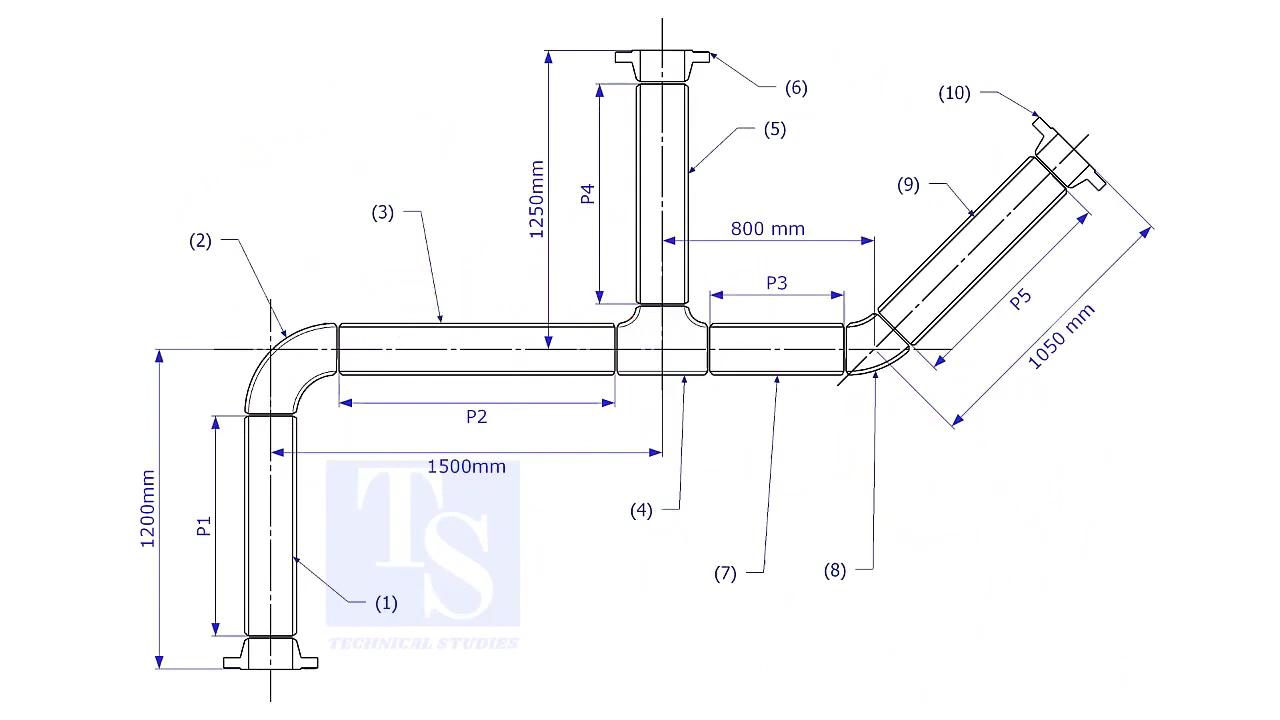 (6)
(10)
(5)
1250mm
P4
(9)
(3)
800 mm
(2)
P3
P5
1050 mm
P2
1500mm
1200mm
P1
(4)
(7)
(8)
(1)
TS
TECHNICAL STUDIES